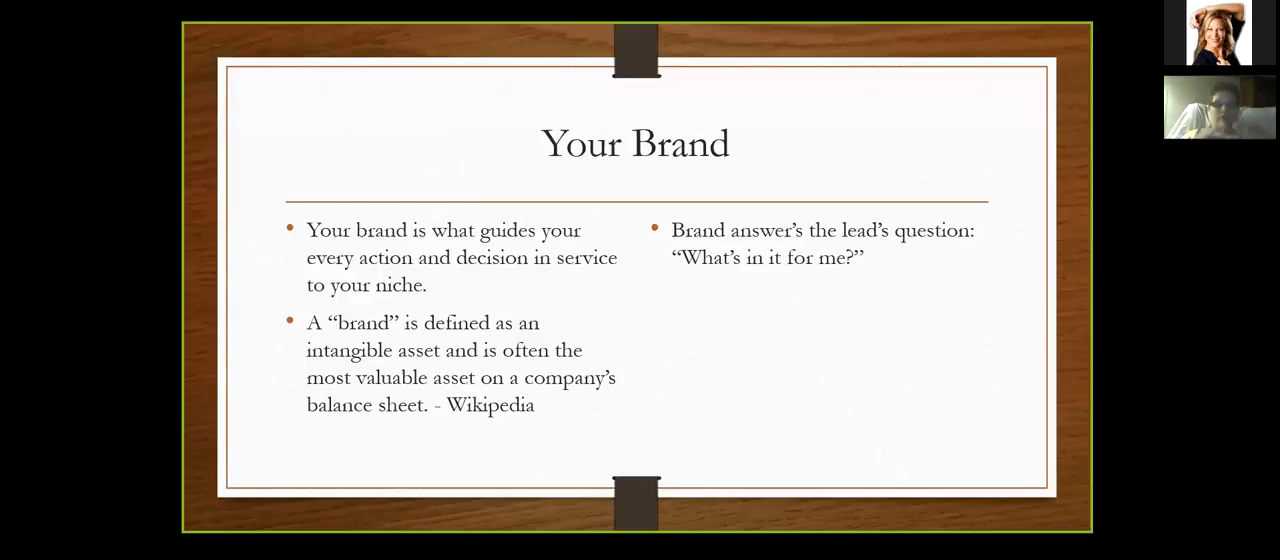 Your Brand
• Your brand is what guides your
every action and decision in service
to your niche.
• A “brand” is defined as an
intangible asset and is often the
most valuable asset on a company’s
balance sheet. - Wikipedia
• Brand answer’s the lead’s question:
“What’s in it for me?”